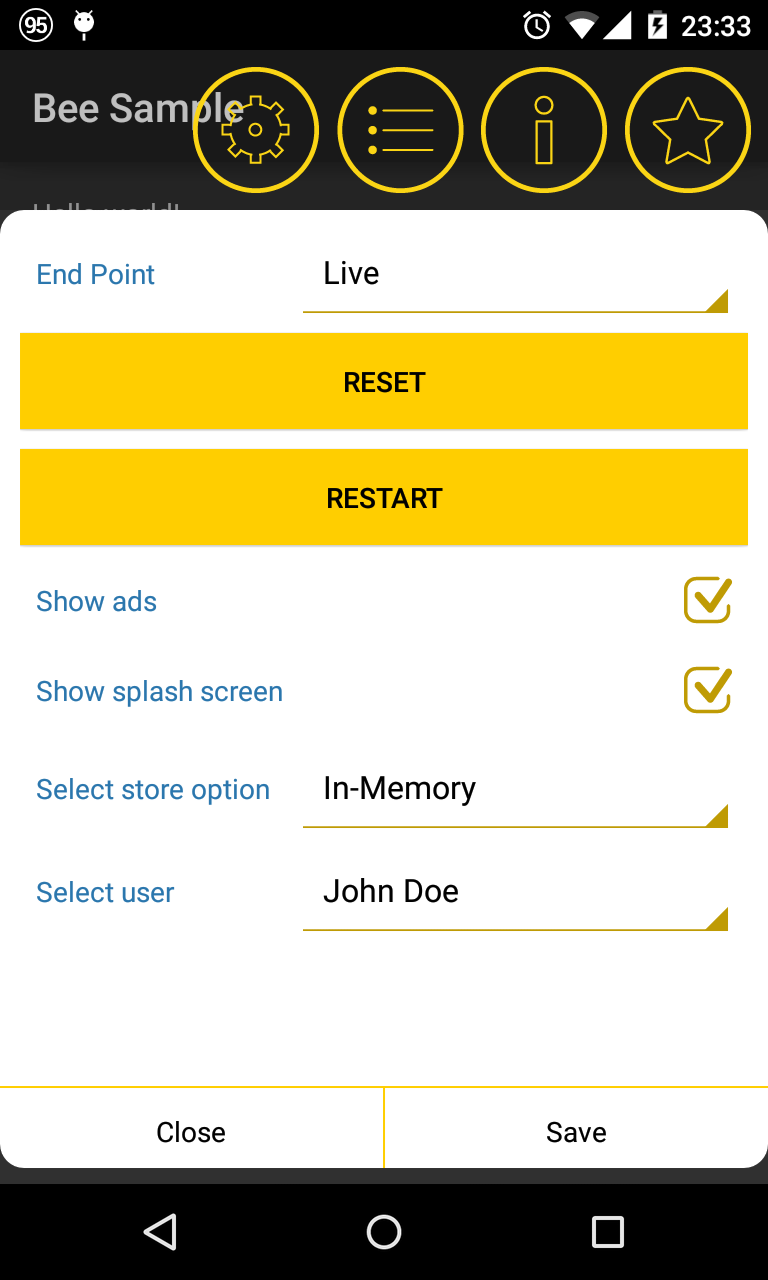 95
23:33
Bee Sample
Hello world!
End Point
Live
RESET
RESTART
Show ads
Show splash screen
Select store option
In-Memory
Select user
John Doe
Close
Save